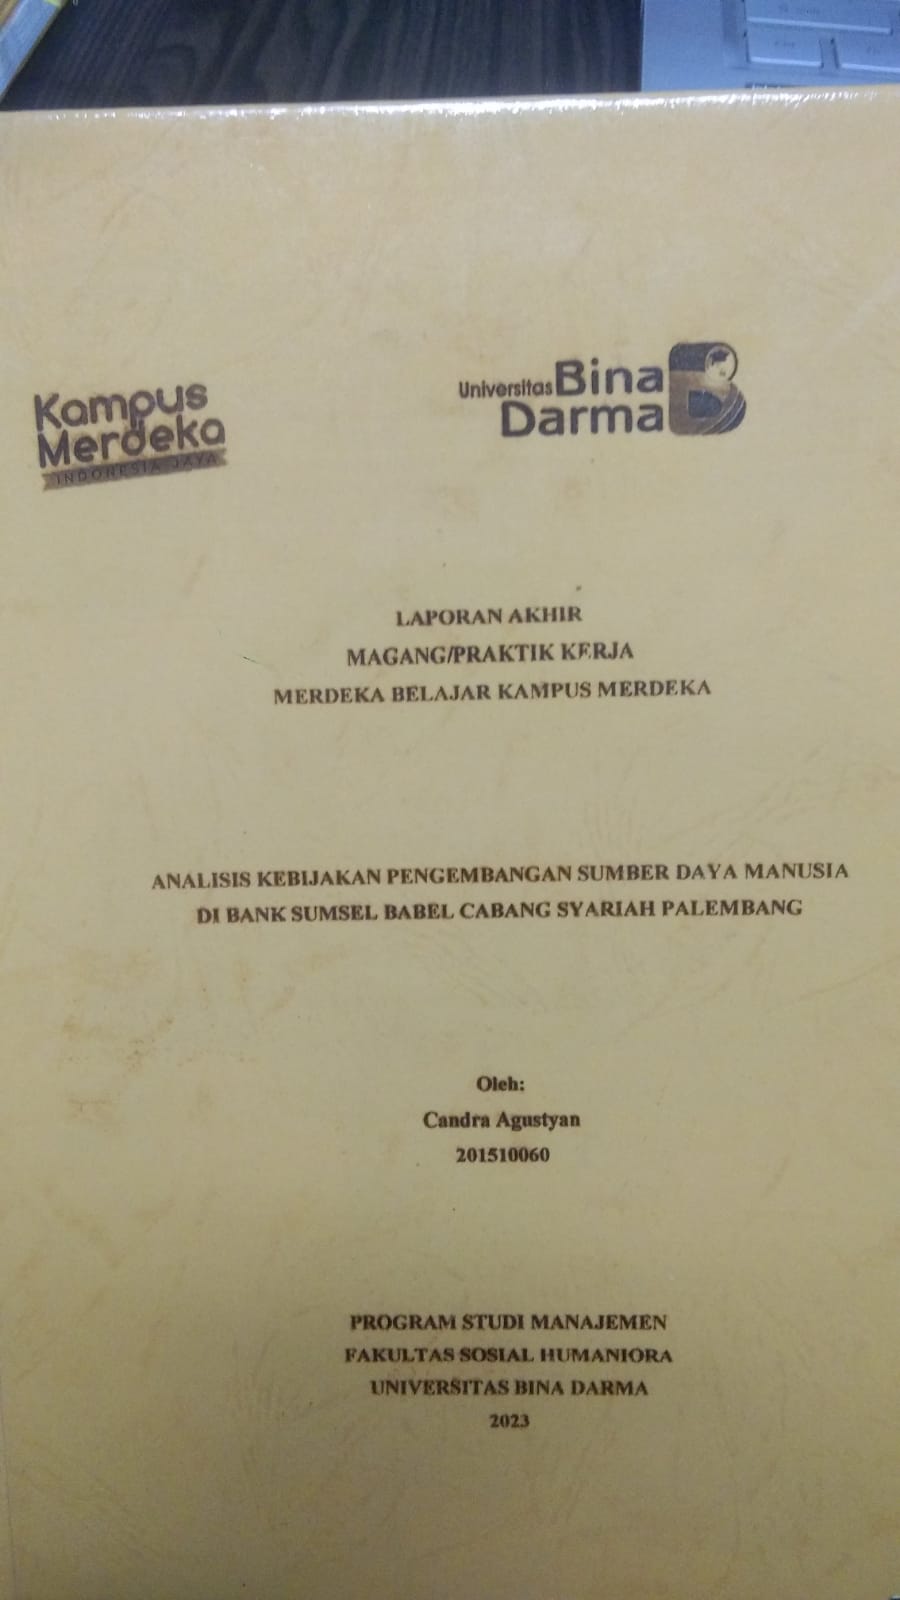 Kampus
Merdeka
INDONESIA JAYA
Universitas Bina
Darma
LAPORAN AKHIR
MAGANG/PRAKTIK KERJA
MERDEKA BELAJAR KAMPUS MERDEKA
ANALISIS KEBIJAKAN PENGEMBANGAN SUMBER DAYA MANUSIA
DI BANK SUMSEL BABEL CABANG SYARIAH PALEMBANG
Oleh:
Candra Agustyan
201510060
PROGRAM STUDI MANAJEMEN
FAKULTAS SOSIAL HUMANIORA
UNIVERSITAS BINA DARMA
2023